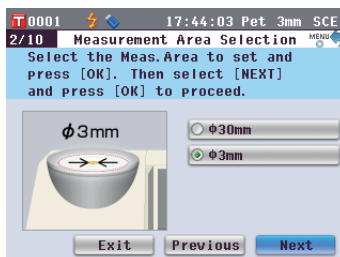 T0001 17:44:03 Pet 3mm SCE
2/10 Measurement Area Selection MENU
Select the Meas.Area to set and
press [OK]. Then select [NEXT]
and press [OK] to proceed.
φ3mm
φ30mm
φ3mm
Exit Previous Next